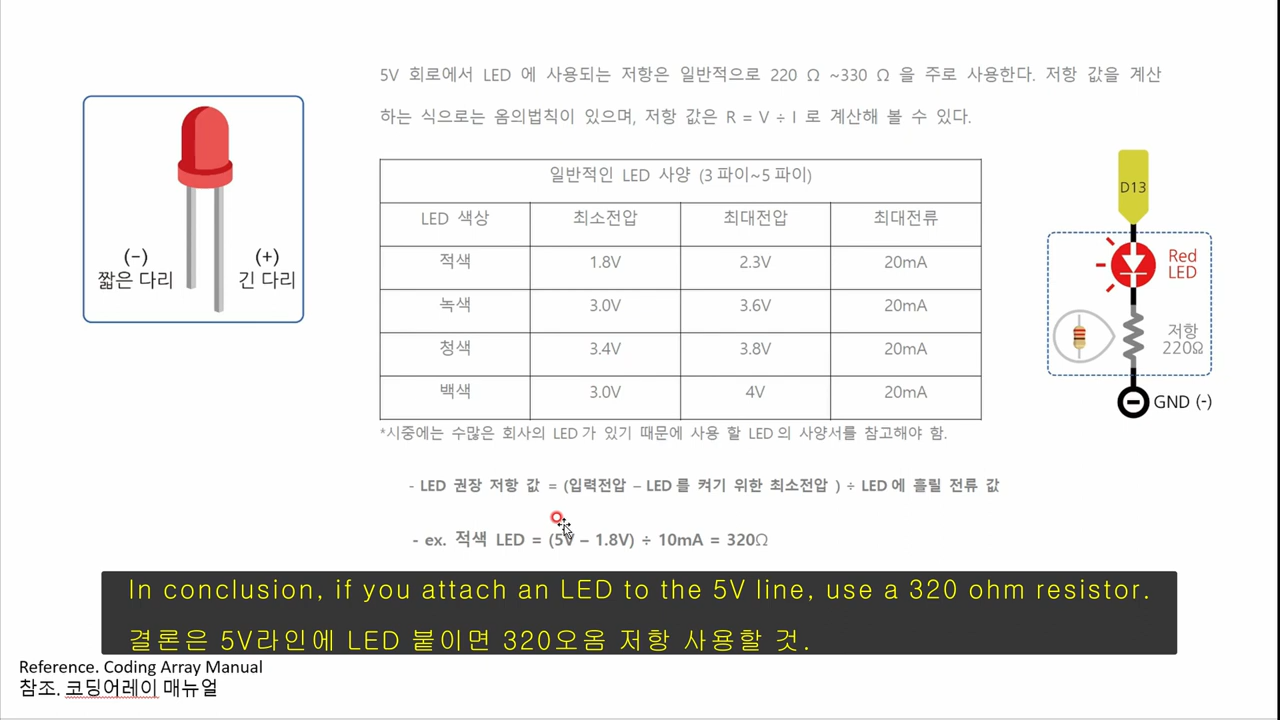 5V 회로에서 LED 에 사용되는 저항은 일반적으로 220 Ω ~330 Ω 을 주로 사용한다. 저항 값을 계산
하는 식으로는 옴의법칙이 있으며, 저항 값은 R = V ÷ I 로 계산해 볼 수 있다.
(−) (+)
짧은 다리 긴 다리
일반적인 LED 사양 (3 파이~5 파이)
LED 색상 최소전압 최대전압 최대전류
적색 1.8V 2.3V 20mA
녹색 3.0V 3.6V 20mA
청색 3.4V 3.8V 20mA
백색 3.0V 4V 20mA
*시중에는 수많은 회사의 LED 가 있기 때문에 사용 할 LED 의 사양서를 참고해야 함.
D13
Red
LED
저항
220Ω
GND (-)
- LED 권장 저항 값 = (입력전압 – LED 를 켜기 위한 최소전압 ) ÷ LED 에 흘릴 전류 값
- ex. 적색 LED = (5V – 1.8V) ÷ 10mA = 320Ω
In conclusion, if you attach an LED to the 5V line, use a 320 ohm resistor.
결론은 5V라인에 LED 붙이면 320오옴 저항 사용할 것.
Reference. Coding Array Manual
참조. 코딩어레이 매뉴얼